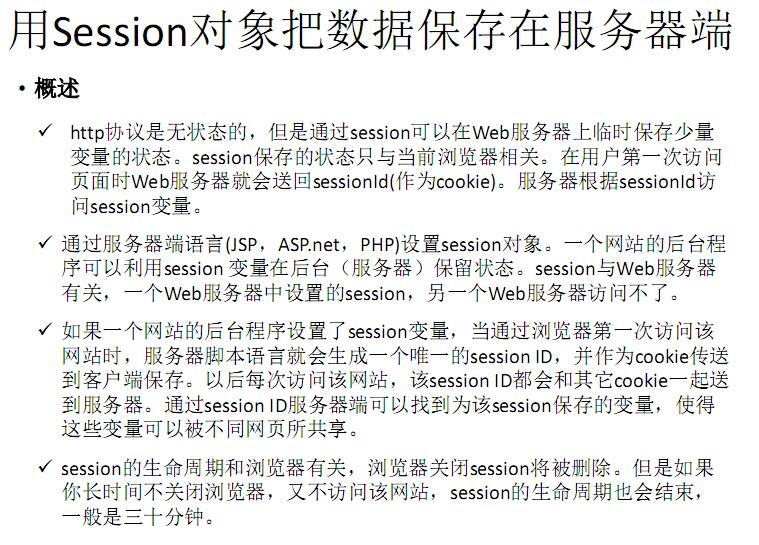 用Session对象把数据保存在服务器端
• 概述
✓ http协议是无状态的，但是通过session可以在Web服务器上临时保存少量
变量的状态。session保存的状态只与当前浏览器相关。在用户第一次访问
页面时Web服务器就会送回sessionId(作为cookie)。服务器根据sessionId访
问session变量。
✓ 通过服务器端语言(JSP，ASP.net，PHP)设置session对象。一个网站的后台程
序可以利用session 变量在后台（服务器）保留状态。session与Web服务器
有关，一个Web服务器中设置的session，另一个Web服务器访问不了。
✓ 如果一个网站的后台程序设置了session变量，当通过浏览器第一次访问该
网站时，服务器脚本语言就会生成一个唯一的session ID，并作为cookie传送
到客户端保存。以后每次访问该网站，该session ID都会和其它cookie一起送
到服务器。通过session ID服务器端可以找到为该session保存的变量，使得
这些变量可以被不同网页所共享。
✓ session的生命周期和浏览器有关，浏览器关闭session将被删除。但是如果
你长时间不关闭浏览器，又不访问该网站，session的生命周期也会结束，
一般是三十分钟。